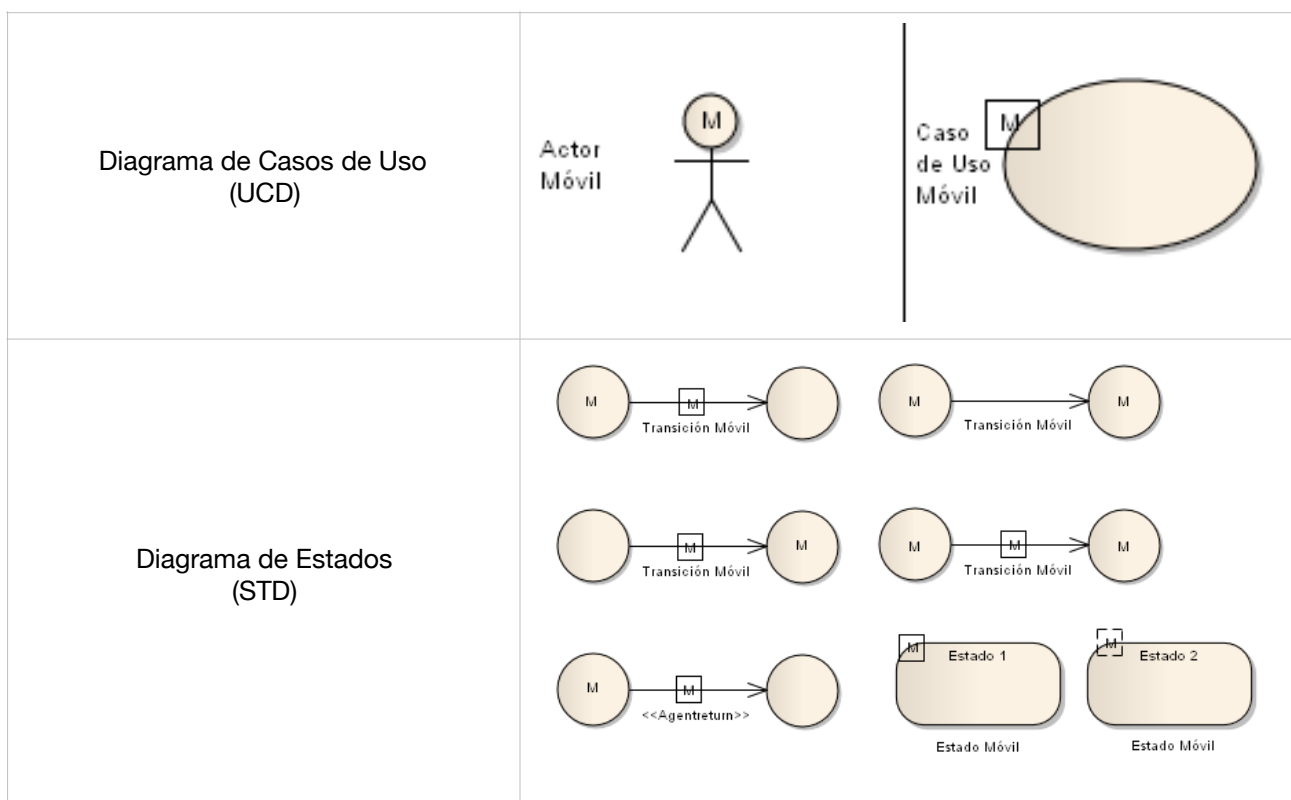 Diagrama de Casos de Uso
(UCD)
Actor
Móvil
M
Caso
de Uso
Móvil
M
Diagrama de Estados
(STD)
M
M
Transición Móvil
M
M
Transición Móvil
M
M
Transición Móvil
M
M
M
Transición Móvil
M
M
<<Agentreturn>>
M
Estado 1
Estado Móvil
M
Estado 2
Estado Móvil